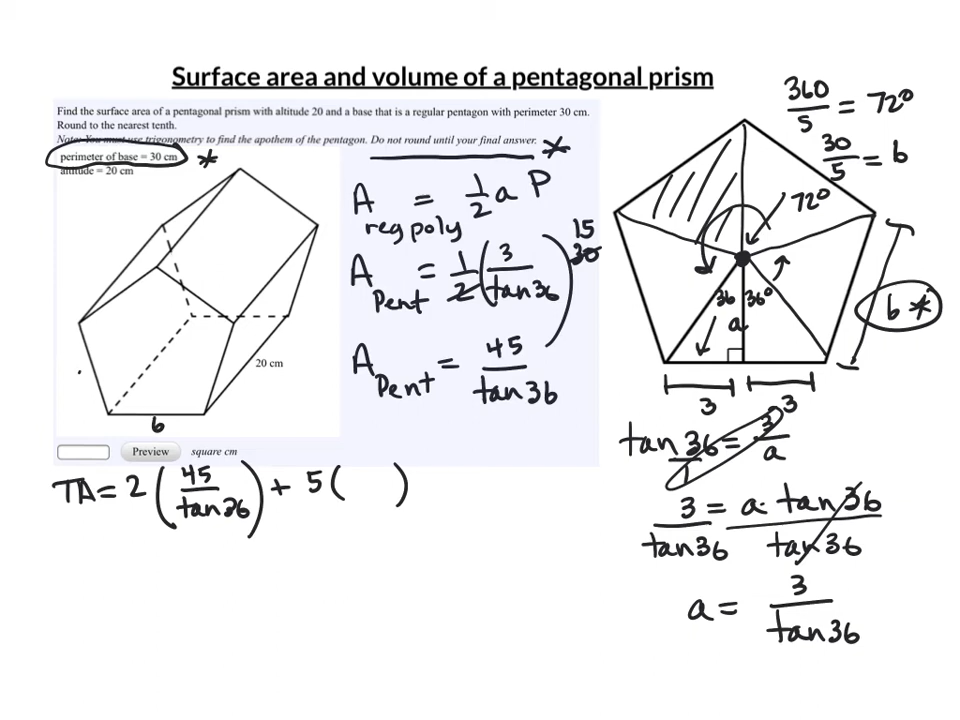 Surface area and volume of a pentagonal prism
Find the surface area of a pentagonal prism with altitude 20 and a base that is a regular pentagon with perimeter 30 cm.
Round to the nearest tenth.
Note: You must use trigonometry to find the apothem of the pentagon. Do not round until your final answer.
perimeter of base = 30 cm *
altitude = 20 cm
*
A reg poly = 1/2 a P
A Pent = 1/2 (3/tan36) 30 15
A Pent = 45/tan36
20 cm
6
Preview square cm
TA = 2 (45/tan36) + 5 ( )
360/5 = 72°
30/5 = 6
72°
36 36°
a
6 *
3 3
tan 36 = 3/a
1
3 = a · tan 36
tan36 tan36
a = 3/tan36